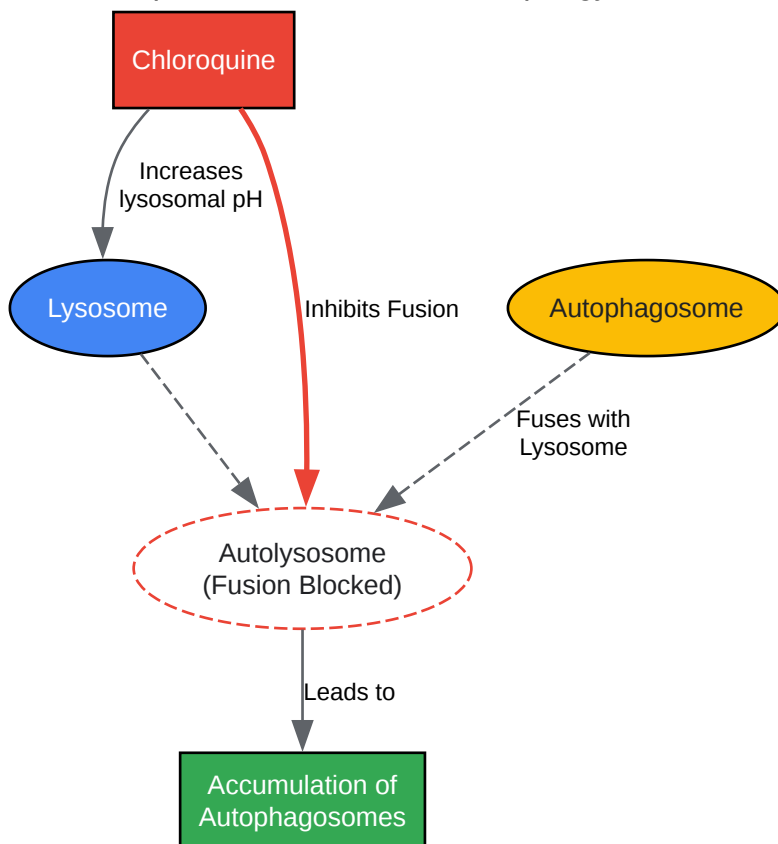 Chloroquine
Increases
lysosomal pH
Lysosome
Inhibits Fusion
Autophagosome
Fuses with
Lysosome
Autolysosome
(Fusion Blocked)
Leads to
Accumulation of
Autophagosomes